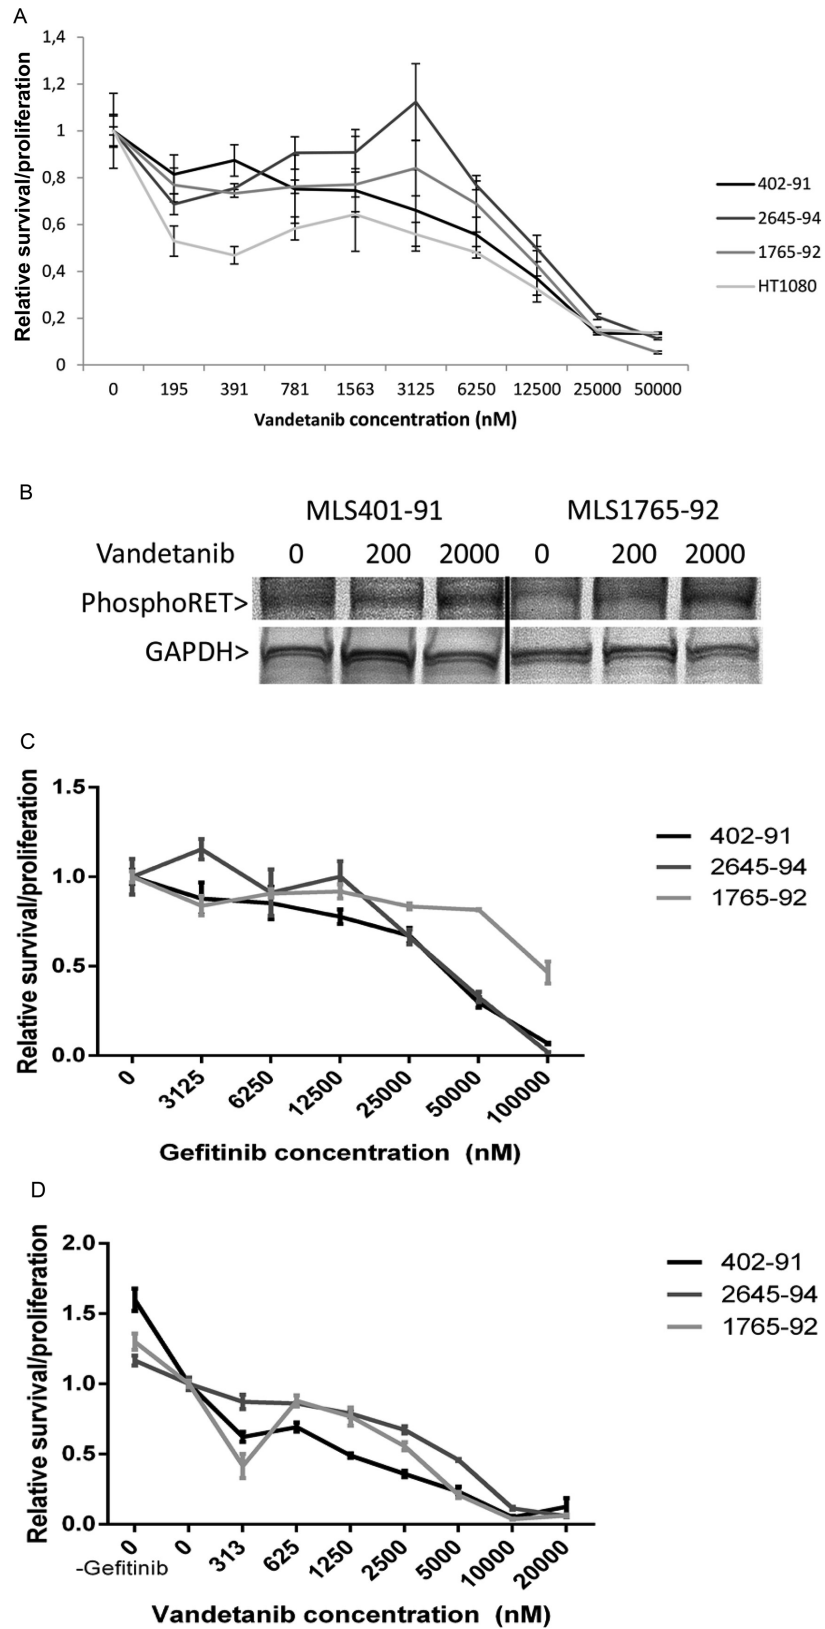 A
Relative survival/proliferation
1,4
1,2
1
0,8
0,6
0,4
0,2
0
0 195 391 781 1563 3125 6250 12500 25000 50000
Vandetanib concentration (nM)
402-91
2645-94
1765-92
HT1080
B
MLS401-91 MLS1765-92
Vandetanib 0 200 2000 0 200 2000
PhosphoRET>
GAPDH>
C
Relative survival/proliferation
1.5
1.0
0.5
0.0
0 3125 6250 12500 25000 50000 100000
Gefitinib concentration (nM)
402-91
2645-94
1765-92
D
Relative survival/proliferation
2.0
1.5
1.0
0.5
0.0
0 0 313 625 1250 2500 5000 10000 20000
-Gefitinib
Vandetanib concentration (nM)
402-91
2645-94
1765-92